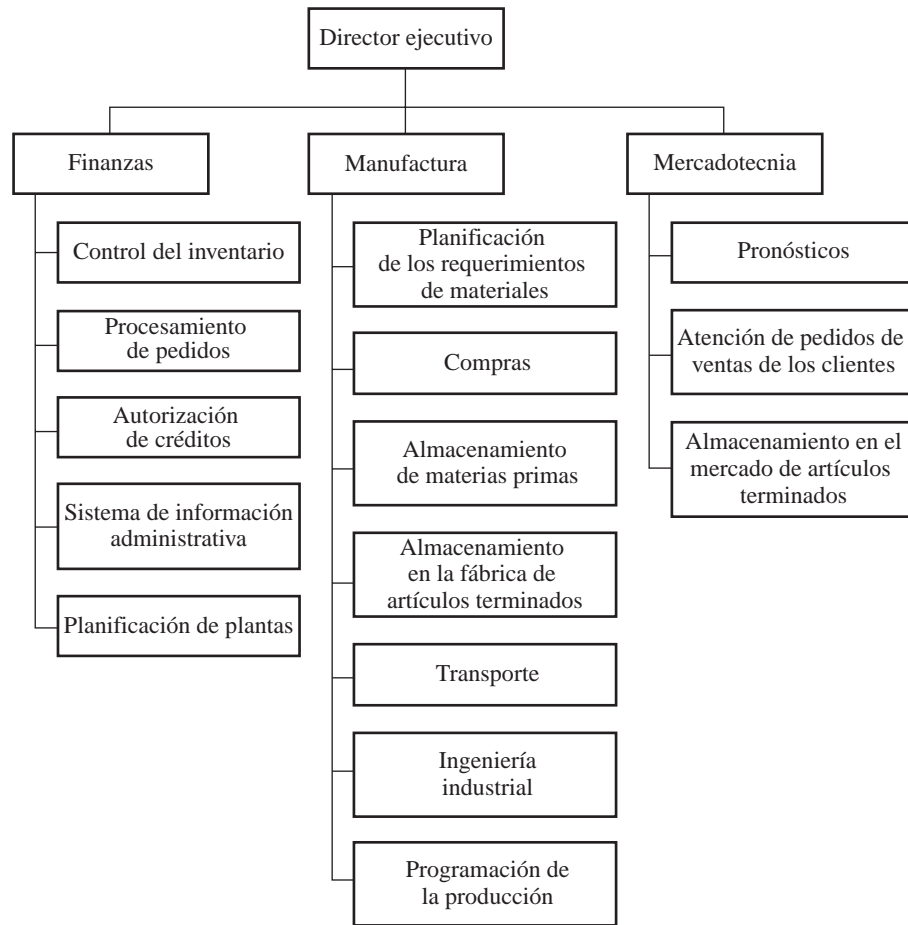 Director ejecutivo
Finanzas
Manufactura
Mercadotecnia
Control del inventario
Procesamiento
de pedidos
Autorización
de créditos
Sistema de información
administrativa
Planificación de plantas
Planificación
de los requerimientos
de materiales
Compras
Almacenamiento
de materias primas
Almacenamiento
en la fábrica de
artículos terminados
Transporte
Ingeniería
industrial
Programación de
la producción
Pronósticos
Atención de pedidos de
ventas de los clientes
Almacenamiento en el
mercado de artículos
terminados